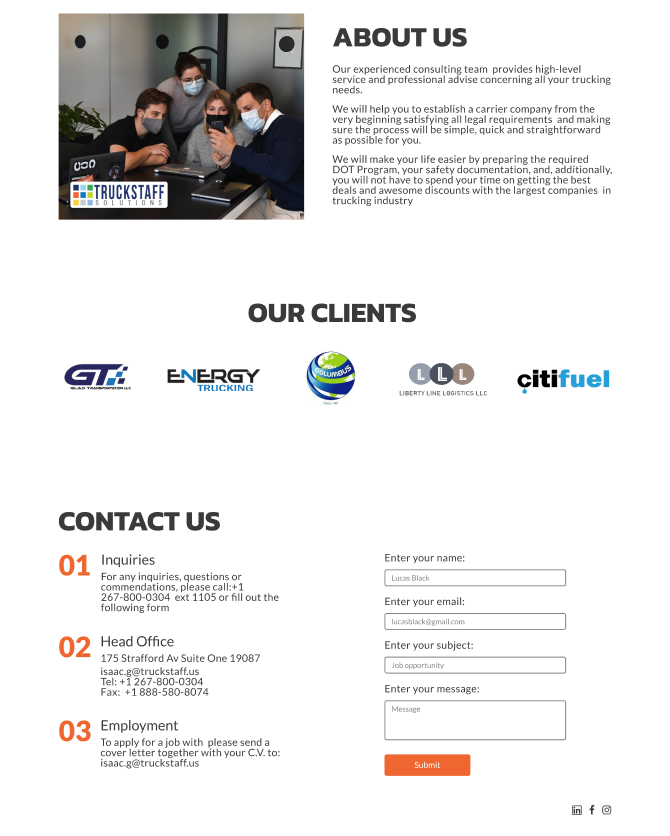 ABOUT US
Our experienced consulting team provides high-level
service and professional advise concerning all your trucking
needs.
We will help you to establish a carrier company from the
very beginning satisfying all legal requirements and making
sure the process will be simple, quick and straightforward
as possible for you.
We will make your life easier by preparing the required
DOT Program, your safety documentation, and, additionally,
you will not have to spend your time on getting the best
deals and awesome discounts with the largest companies in
trucking industry
TRUCKSTAFF
SOLUTIONS
OUR CLIENTS
GT
GLAD TRANSPORTATION LLC
ENERGY
TRUCKING
COLUMBUS
L L L
LIBERTY LINE LOGISTICS LLC
citifuel
CONTACT US
01
Inquiries
For any inquiries, questions or
commendations, please call:+1
267-800-0304 ext 1105 or fill out the
following form
02
Head Office
175 Strafford Av Suite One 19087
isaac.g@truckstaff.us
Tel: +1 267-800-0304
Fax: +1 888-580-8074
03
Employment
To apply for a job with please send a
cover letter together with your C.V. to:
isaac.g@truckstaff.us
Enter your name:
Lucas Black
Enter your email:
lucasblack@gmail.com
Enter your subject:
Job opportunity
Enter your message:
Message
Submit